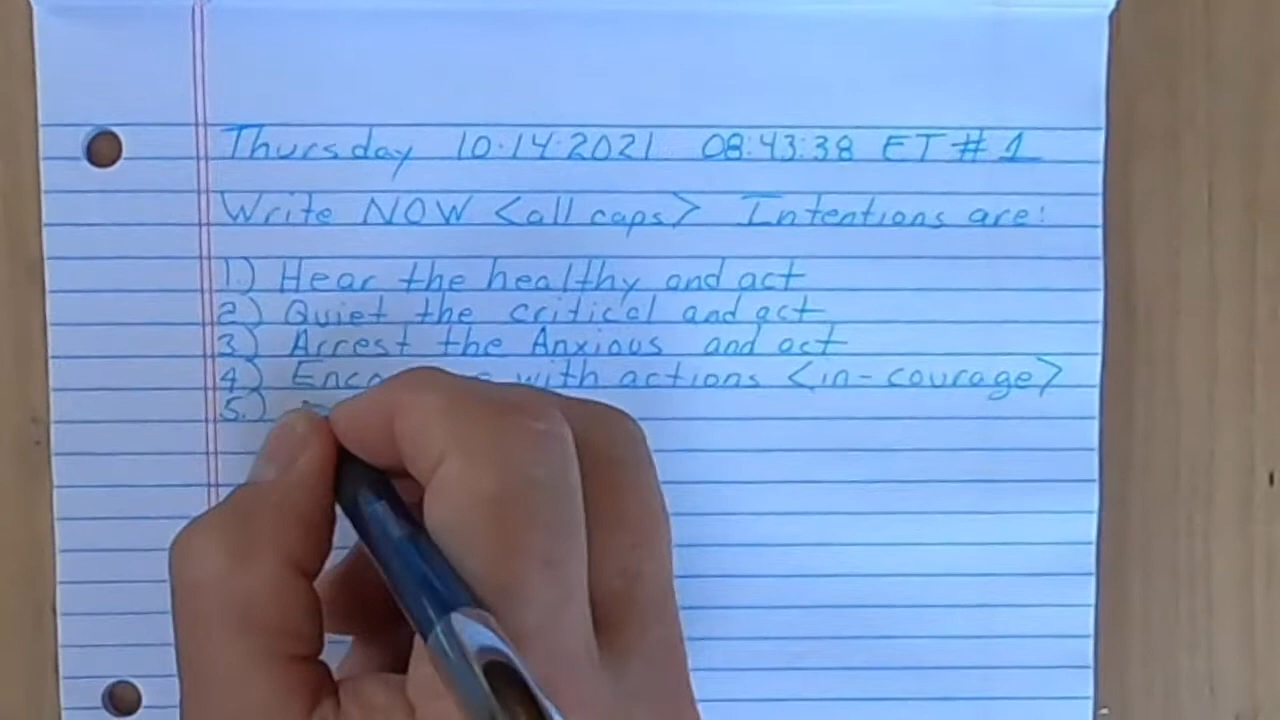 Thursday 10.14.2021 08:43:38 ET #1
Write NOW <all caps> Intentions are:
1.) Hear the healthy and act
2.) Quiet the critical and act
3.) Arrest the Anxious and act
4.) with actions <in-courage>
5.)